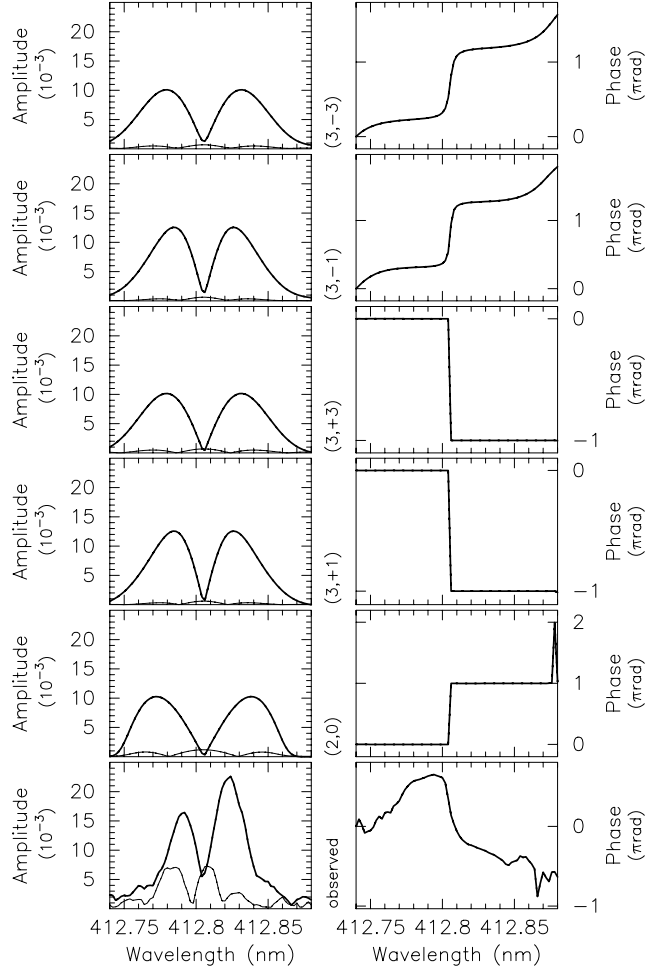 Amplitude
(10⁻³)
20
15
10
5
(3,−3)
1
0
Phase
(πrad)
Amplitude
(10⁻³)
20
15
10
5
(3,−1)
1
0
Phase
(πrad)
Amplitude
(10⁻³)
20
15
10
5
(3,+3)
0
−1
Phase
(πrad)
Amplitude
(10⁻³)
20
15
10
5
(3,+1)
0
−1
Phase
(πrad)
Amplitude
(10⁻³)
20
15
10
5
(2,0)
2
1
0
Phase
(πrad)
Amplitude
(10⁻³)
20
15
10
5
observed
0
−1
Phase
(πrad)
412.75 412.8 412.85
412.75 412.8 412.85
Wavelength (nm)
Wavelength (nm)